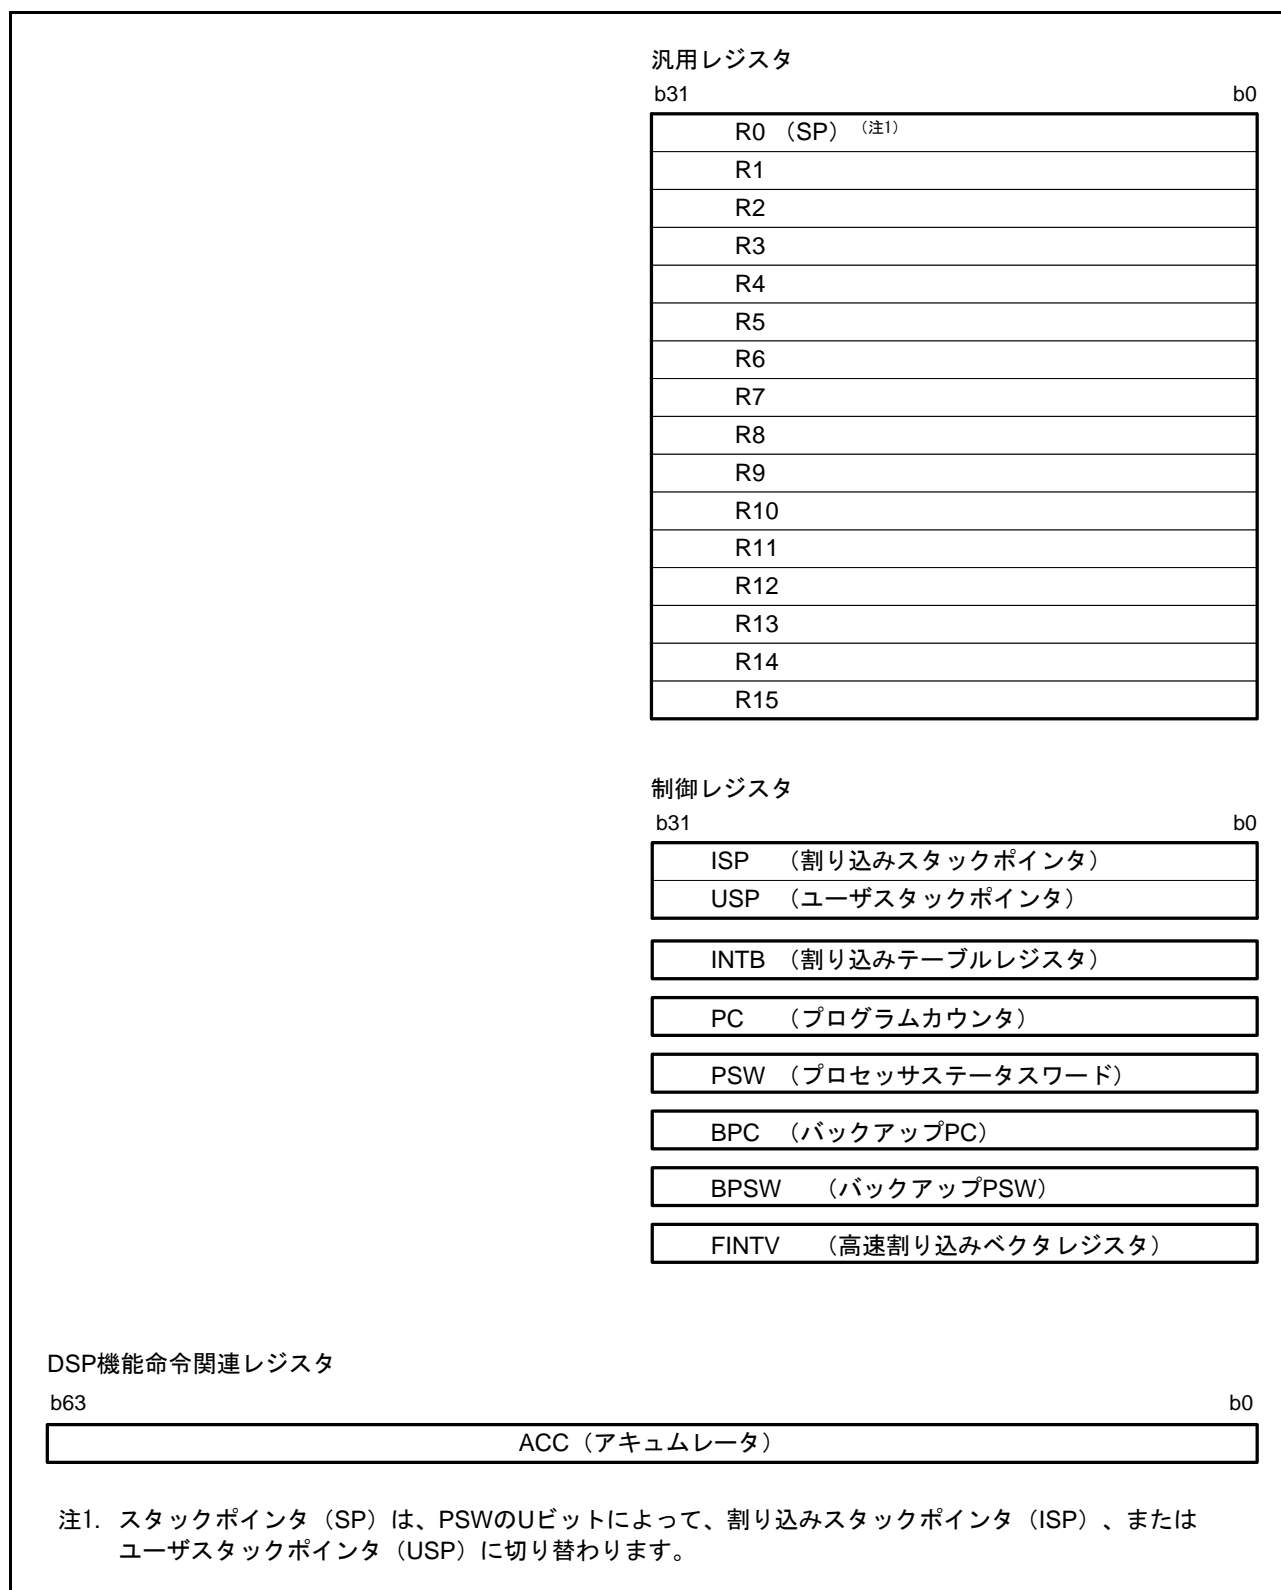 汎用レジスタ
b31 b0
R0 （SP）（注1）
R1
R2
R3
R4
R5
R6
R7
R8
R9
R10
R11
R12
R13
R14
R15
制御レジスタ
b31 b0
ISP （割り込みスタックポインタ）
USP （ユーザスタックポインタ）
INTB （割り込みテーブルレジスタ）
PC （プログラムカウンタ）
PSW （プロセッサステータスワード）
BPC （バックアップPC）
BPSW （バックアップPSW）
FINTV （高速割り込みベクタレジスタ）
DSP機能命令関連レジスタ
b63 b0
ACC（アキュムレータ）
注1. スタックポインタ（SP）は、PSWのUビットによって、割り込みスタックポインタ（ISP）、または
ユーザスタックポインタ（USP）に切り替わります。